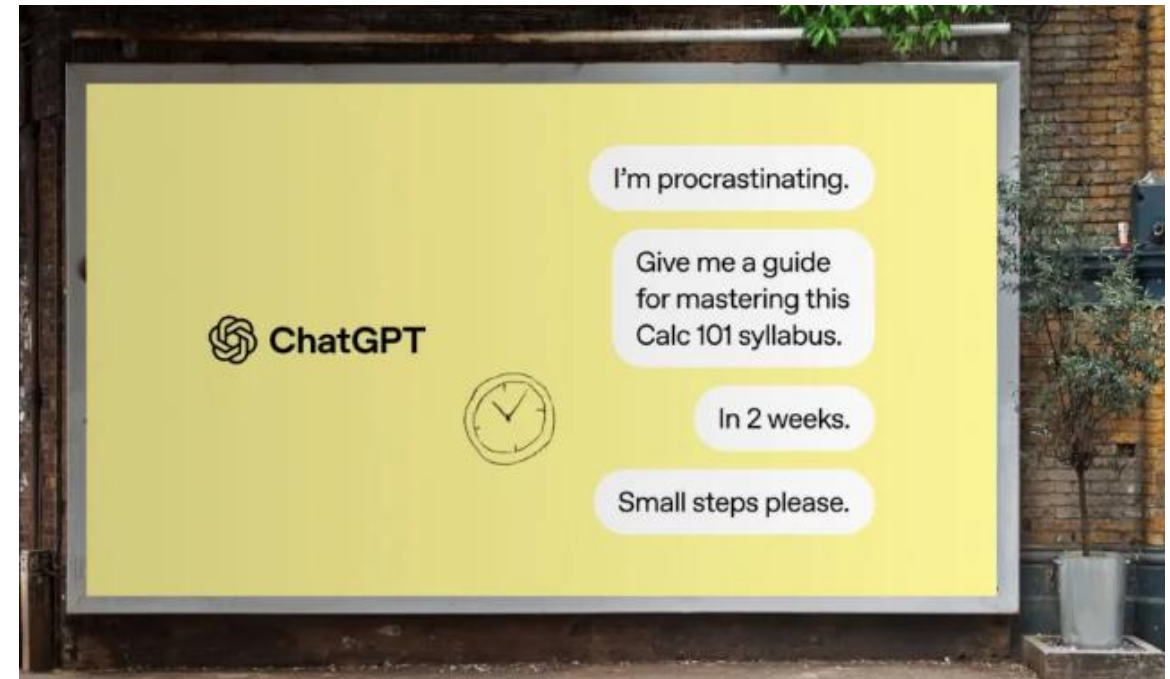 ChatGPT
I'm procrastinating.
Give me a guide
for mastering this
Calc 101 syllabus.
In 2 weeks.
Small steps please.